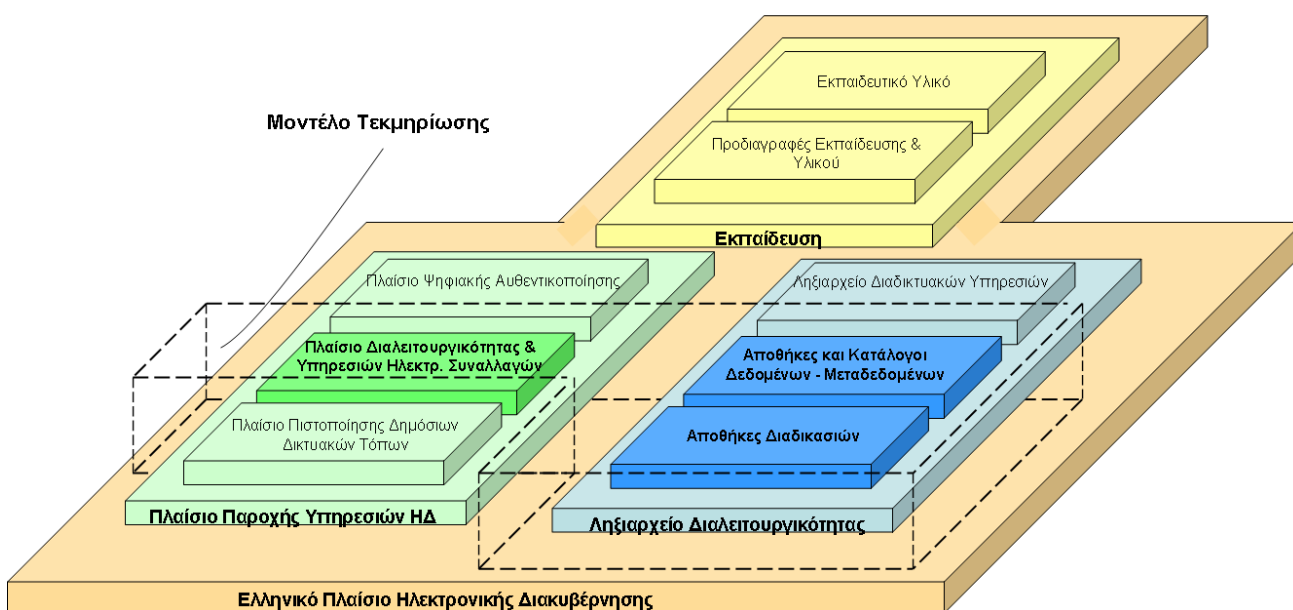 Εκπαιδευτικό Υλικό
Μοντέλο Τεκμηρίωσης
Προδιαγραφές Εκπαίδευσης &
Υλικού
Εκπαίδευση
Πλαίσιο Ψηφιακής Αυθεντικοποίησης
Ληξιαρχείο Διαδικτυακών Υπηρεσιών
Πλαίσιο Διαλειτουργικότητας &
Υπηρεσιών Ηλεκτρ. Συναλλαγών
Αποθήκες και Κατάλογοι
Δεδομένων - Μεταδεδομένων
Πλαίσιο Πιστοποίησης Δημόσιων
Δικτυακών Τόπων
Αποθήκες Διαδικασιών
Πλαίσιο Παροχής Υπηρεσιών ΗΔ
Ληξιαρχείο Διαλειτουργικότητας
Ελληνικό Πλαίσιο Ηλεκτρονικής Διακυβέρνησης